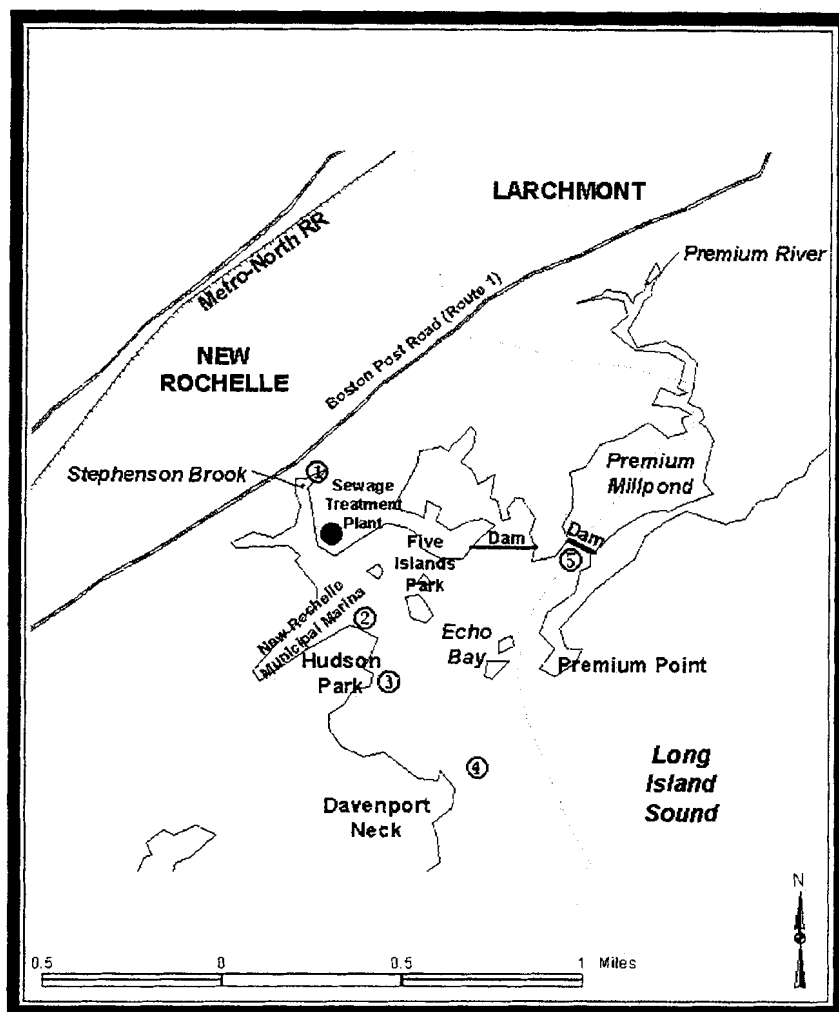 LARCHMONT
Premium River
Metro-North RR
Boston Post Road (Route 1)
NEW
ROCHELLE
Stephenson Brook
1
Sewage
Treatment
Plant
Premium
Millpond
Five
Islands
Park
Dam
Dam
5
New Rochelle
Municipal Marina
2
Echo
Bay
Hudson
Park
3
Premium Point
4
Long
Island
Sound
Davenport
Neck
N
0.5 0 0.5 1 Miles